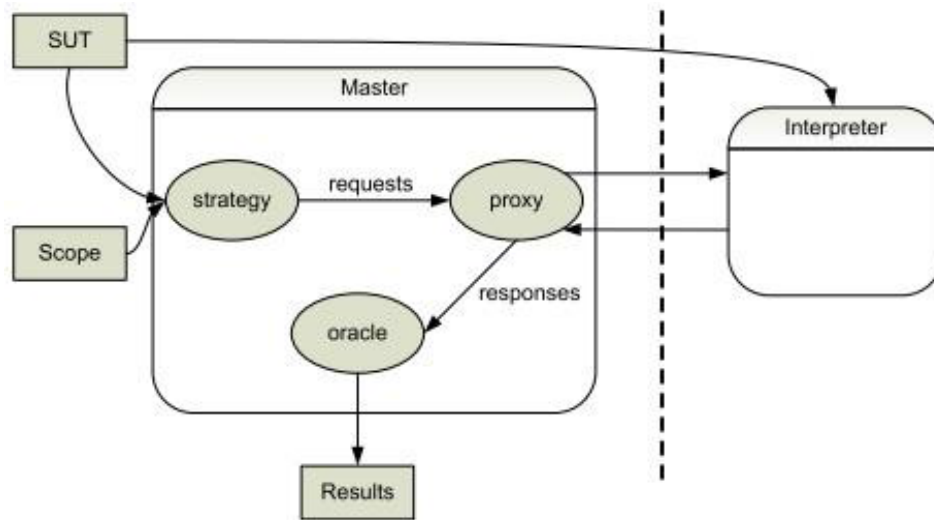 SUT
Master
Interpreter
strategy
requests
proxy
Scope
responses
oracle
Results